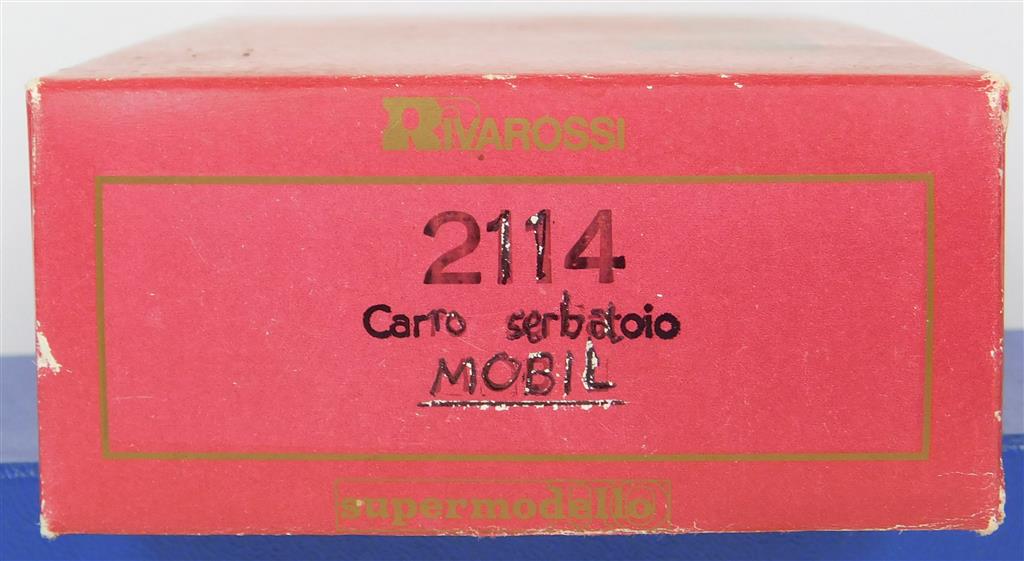 RIVAROSSI
2114
Carro serbatoio
MOBIL
supermodello